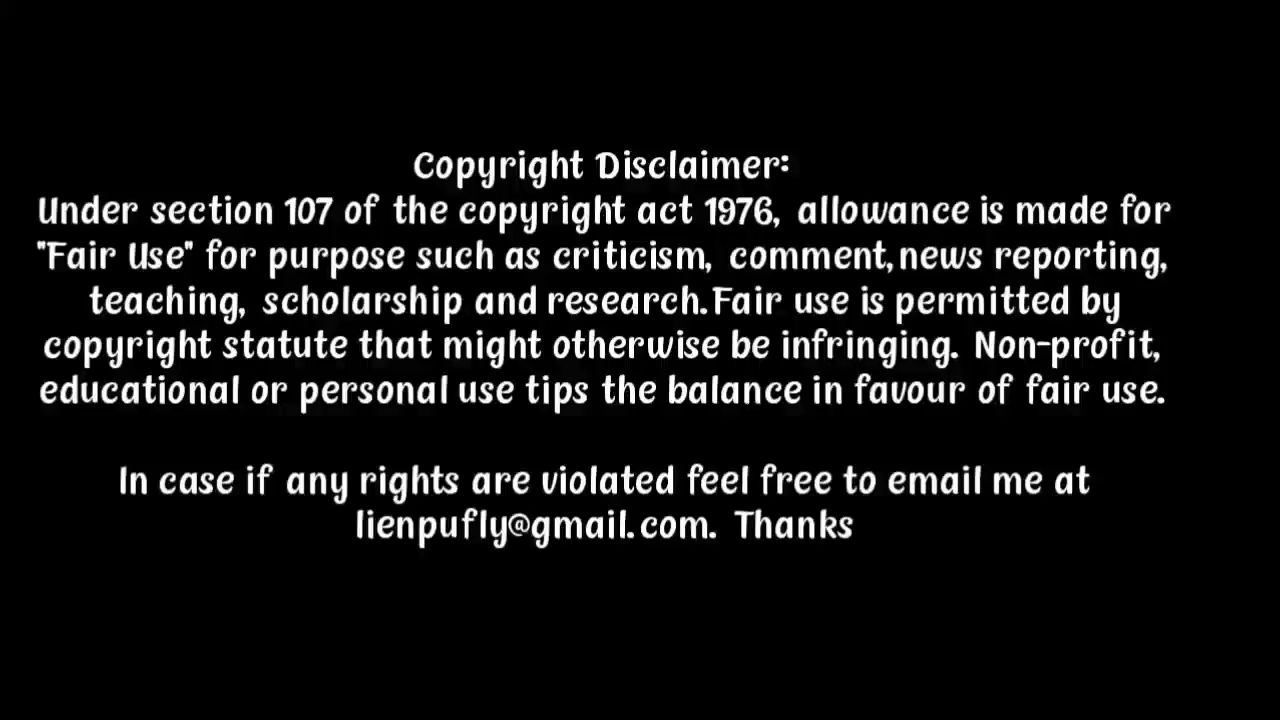 Copyright Disclaimer:
Under section 107 of the copyright act 1976, allowance is made for
"Fair Use" for purpose such as criticism, comment,news reporting,
teaching, scholarship and research.Fair use is permitted by
copyright statute that might otherwise be infringing. Non-profit,
educational or personal use tips the balance in favour of fair use.
In case if any rights are violated feel free to email me at
lienpufly@gmail.com. Thanks